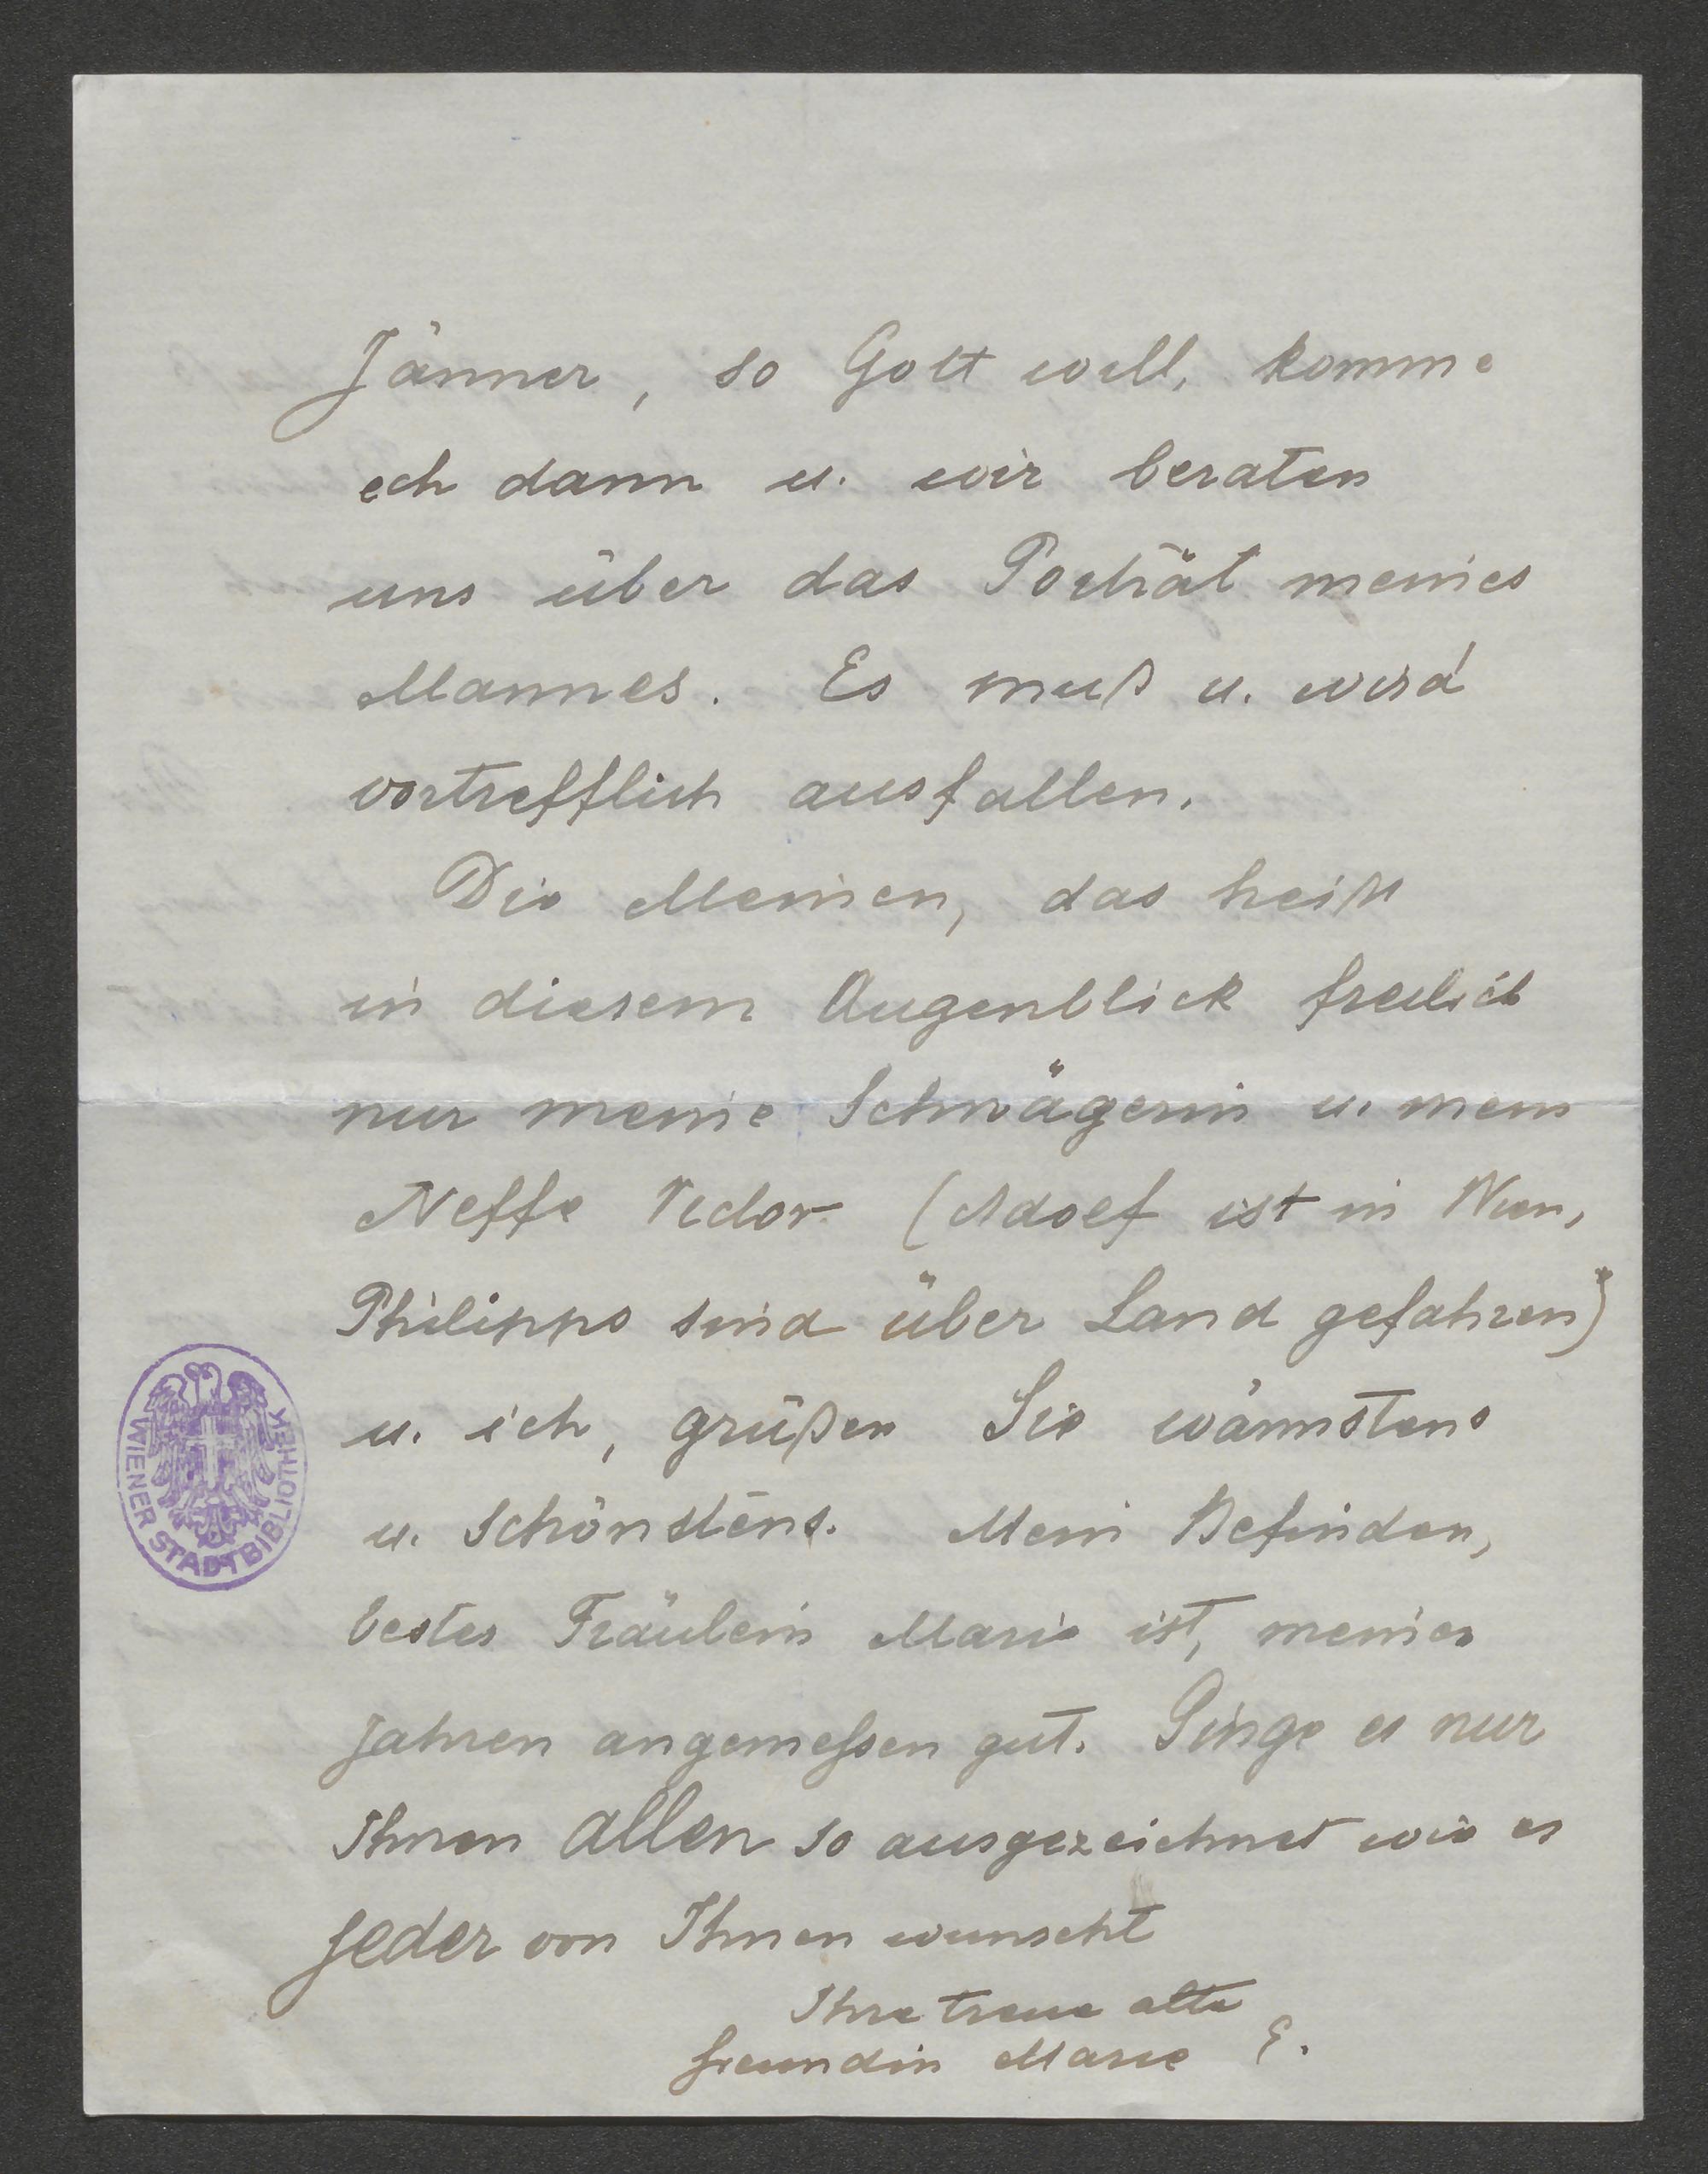 Jänner, so Gott will, komme
ich dann u. wir beraten
uns über das Porträt meines
Mannes. Es muß u. wird
vortrefflich ausfallen.
Die Meinen, das heißt
in diesem Augenblick freilich
nur meine Schwägerin u. mein
Neffe Victor (Adolf ist in Wien,
Philipps sind über Land gefahren)
u. ich, grüßen Sie wärmstens
u. schönstens. Mein Befinden,
bestes Fräulein Marie ist, meinen
Jahren angemessen gut. Ginge es nur
Ihnen allen so ausgezeichnet wie es
jeder von Ihnen wünscht
Ihre treue alte
Freundin Marie E.
WIENER STADTBIBLIOTHEK